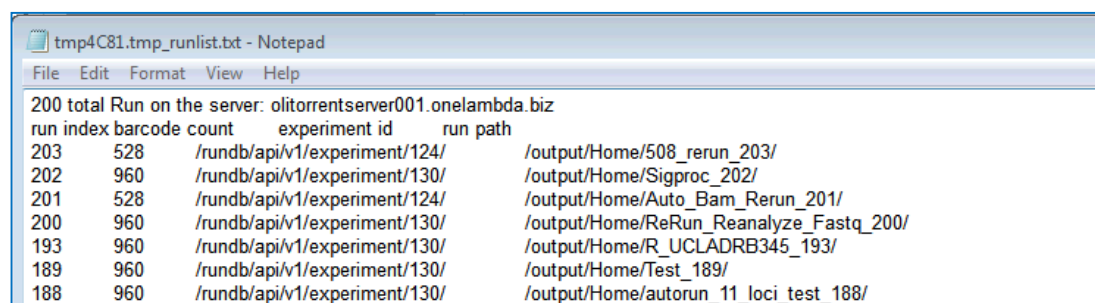 tmp4C81.tmp_runlist.txt - Notepad
File Edit Format View Help
200 total Run on the server: olitorrentserver001.onelambda.biz
run index barcode count experiment id run path
203 528 /rundb/api/v1/experiment/124/ /output/Home/508_rerun_203/
202 960 /rundb/api/v1/experiment/130/ /output/Home/Sigproc_202/
201 528 /rundb/api/v1/experiment/124/ /output/Home/Auto_Bam_Rerun_201/
200 960 /rundb/api/v1/experiment/130/ /output/Home/ReRun_Reanalyze_Fastq_200/
193 960 /rundb/api/v1/experiment/130/ /output/Home/R_UCLADRB345_193/
189 960 /rundb/api/v1/experiment/130/ /output/Home/Test_189/
188 960 /rundb/api/v1/experiment/130/ /output/Home/autorun_11_loci_test_188/